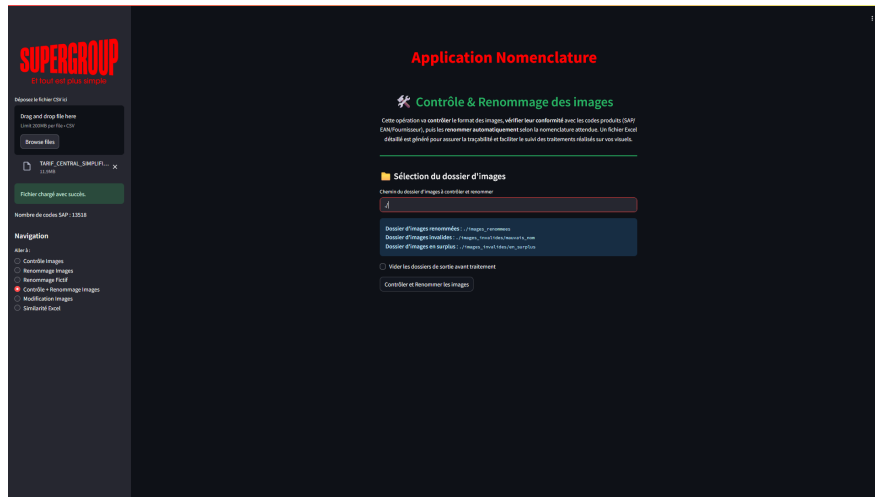 SUPERGROUP
Et tout est plus simple.
Déposez le fichier CSV ici
Drag and drop file here
Limit 200MB per file • CSV
Browse files
TARIF_CENTRAL_SIMPLIFI...
22.9MB
Fichier chargé avec succès.
Nombre de codes SAP : 13518
Navigation
Aller à :
Contrôle Images
Renommage Images
Renommage Fictif
Contrôle + Renommage Images
Modification Images
Similarité Excel
Application Nomenclature
Contrôle & Renommage des images
Cette opération va contrôler le format des images, vérifier leur conformité avec les codes produits (SAP/
EAN/Fournisseur), puis les renommer automatiquement selon la nomenclature attendue. Un fichier Excel
détaillé est généré pour assurer la traçabilité et faciliter le suivi des traitements réalisés sur vos visuels.
Sélection du dossier d'images
Chemin du dossier d'images à contrôler et renommer
./
Dossier d'images renommées : ./images_renommees
Dossier d'images invalides : ./images_invalides/mauvais_nom
Dossier d'images en surplus : ./images_invalides/en_surplus
Vider les dossiers de sortie avant traitement
Contrôler et Renommer les images